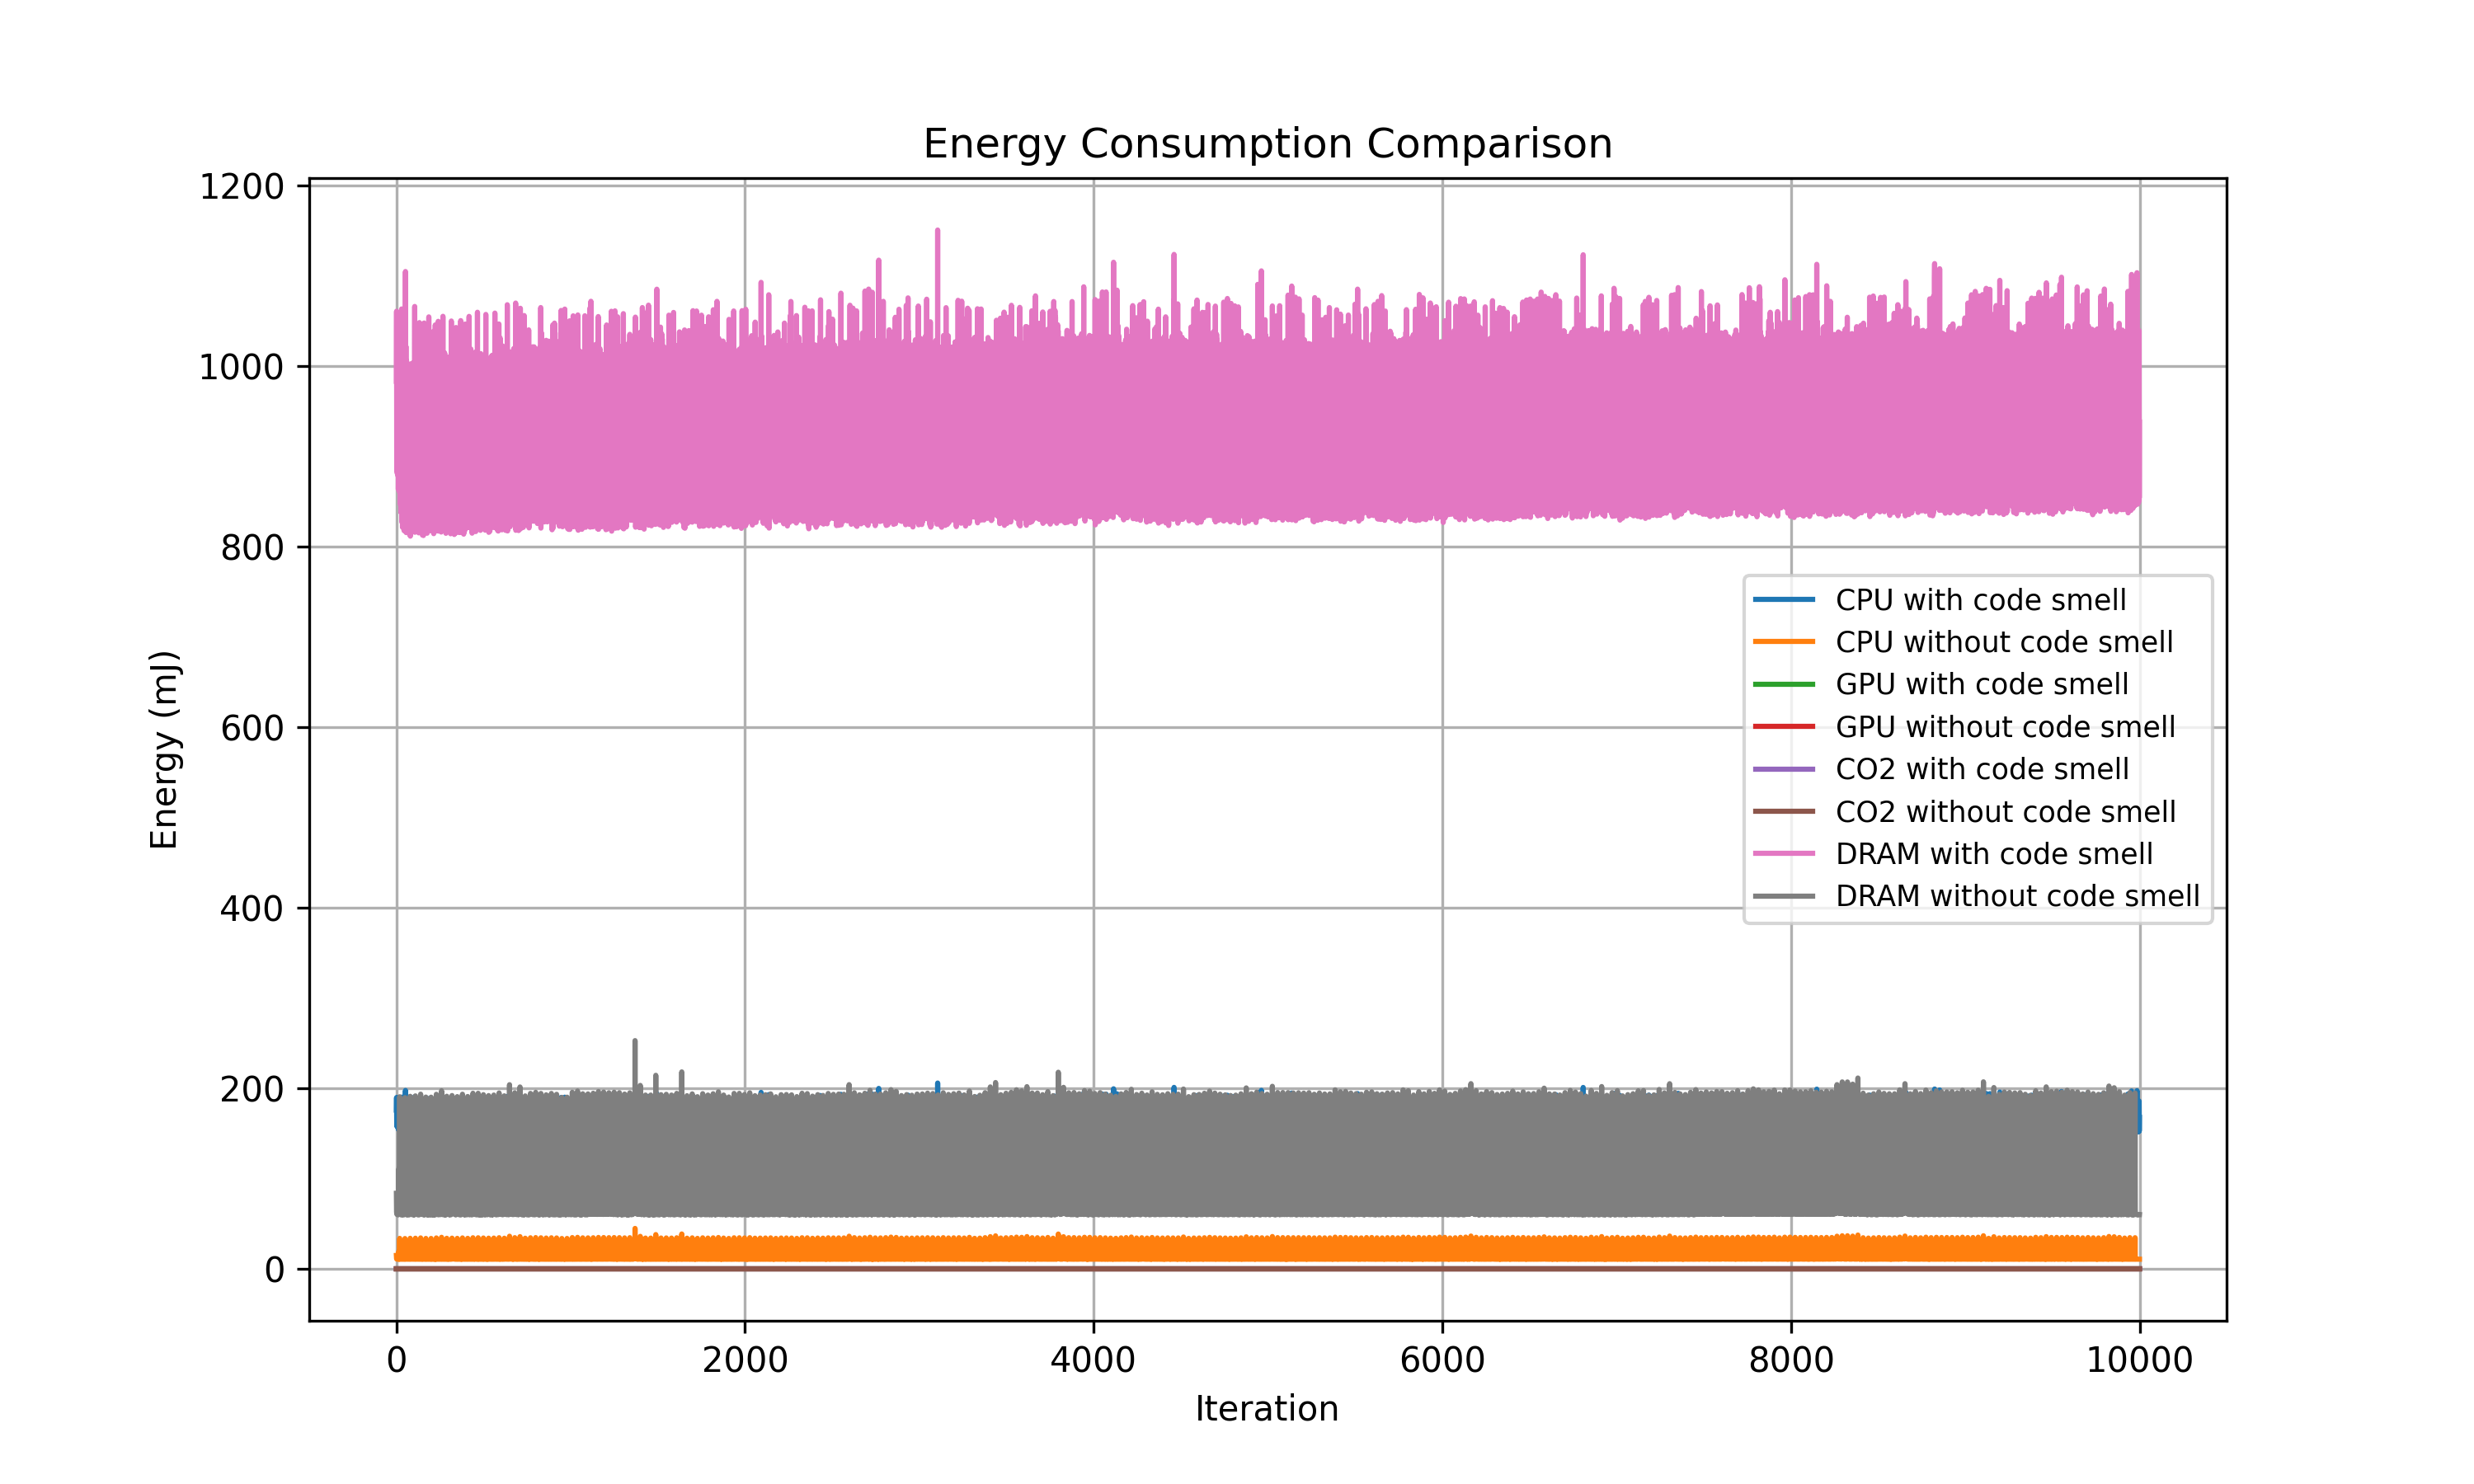 Energy Consumption Comparison
1200
1000
800
600
400
200
0
Energy (mJ)
CPU with code smell
CPU without code smell
GPU with code smell
GPU without code smell
CO2 with code smell
CO2 without code smell
DRAM with code smell
DRAM without code smell
0 2000 4000 6000 8000 10000
Iteration